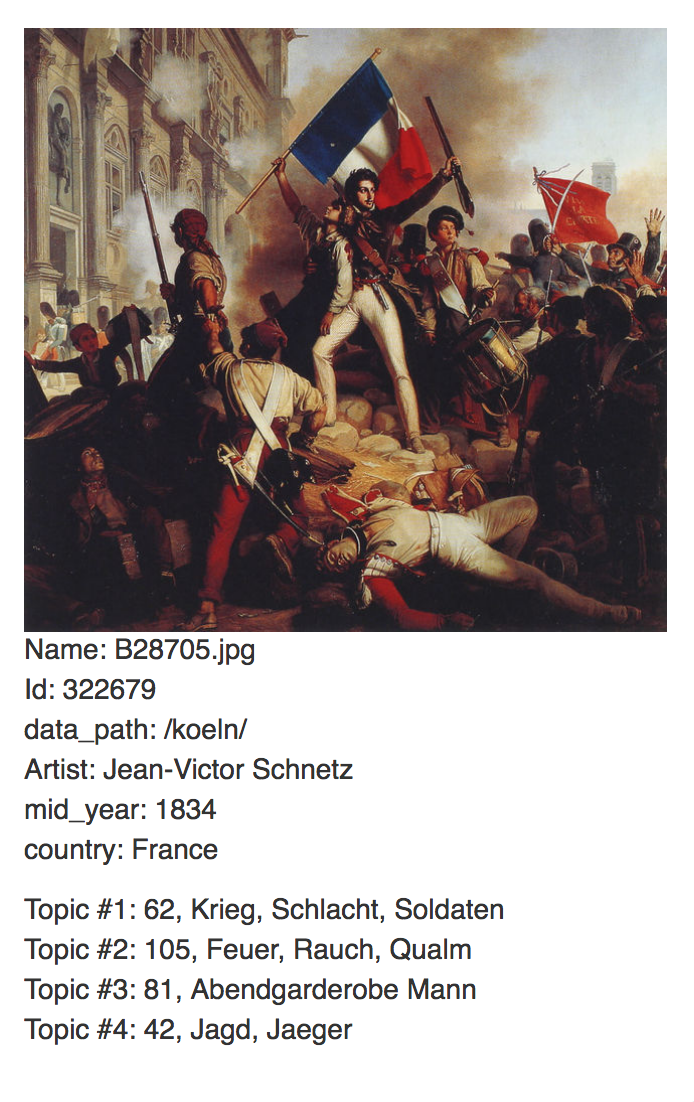 Name: B28705.jpg
Id: 322679
data_path: /koeln/
Artist: Jean-Victor Schnetz
mid_year: 1834
country: France
Topic #1: 62, Krieg, Schlacht, Soldaten
Topic #2: 105, Feuer, Rauch, Qualm
Topic #3: 81, Abendgarderobe Mann
Topic #4: 42, Jagd, Jaeger